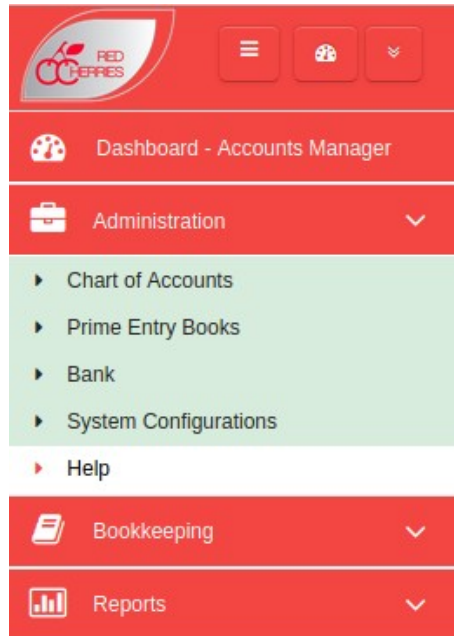 RED
CHERRIES
Dashboard - Accounts Manager
Administration
Chart of Accounts
Prime Entry Books
Bank
System Configurations
Help
Bookkeeping
Reports